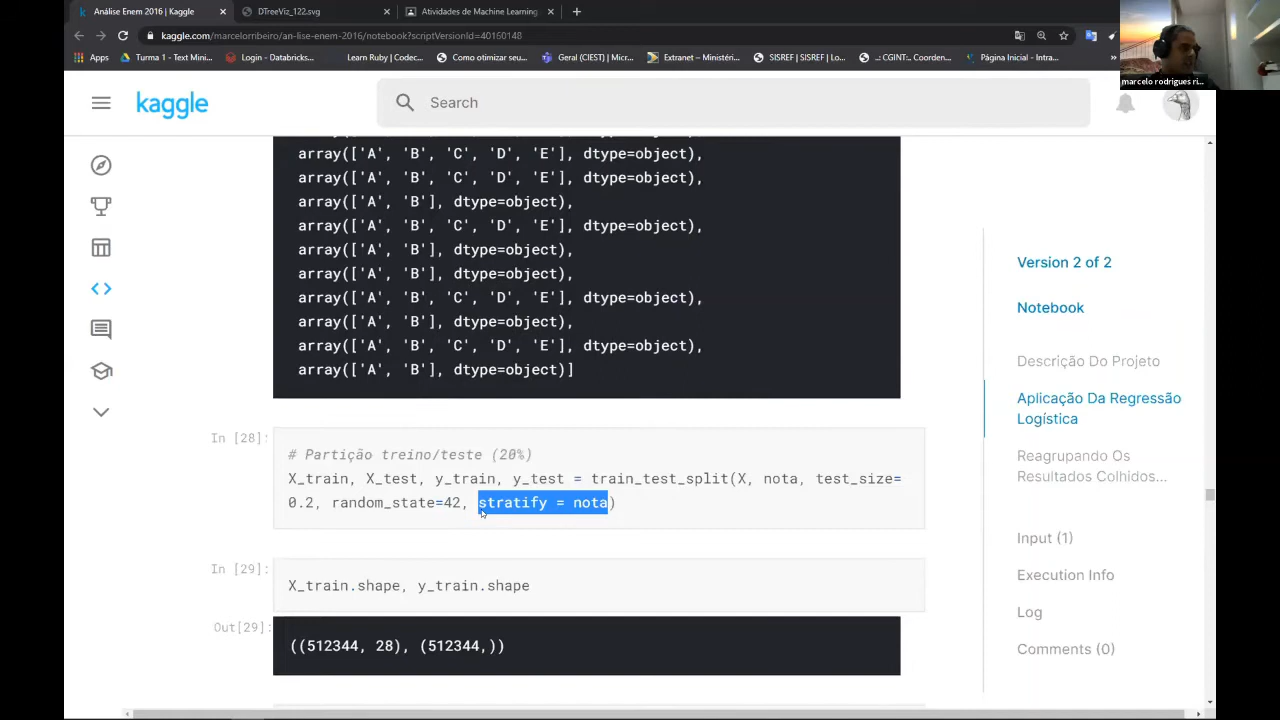 Análise Enem 2016 | Kaggle
DTreeViz_122.svg
Atividades de Machine Learning
kaggle.com/marcelorribeiro/an-lise-enem-2016/notebook?scriptVersionId=40160148
Apps
Turma 1 - Text Mini...
Login - Databricks...
Learn Ruby | Codec...
Como otimizar seu...
Geral (CIEST) | Micr...
Extranet – Ministéri...
SISREF | SISREF | Lo...
..: CGINT:.. Coorden...
Página Inicial - Intra...
»
marcelo rodrigues ri...
kaggle
Search
array(['A', 'B', 'C', 'D', 'E'], dtype=object),
array(['A', 'B', 'C', 'D', 'E'], dtype=object),
array(['A', 'B'], dtype=object),
array(['A', 'B', 'C', 'D', 'E'], dtype=object),
array(['A', 'B'], dtype=object),
array(['A', 'B'], dtype=object),
array(['A', 'B', 'C', 'D', 'E'], dtype=object),
array(['A', 'B'], dtype=object),
array(['A', 'B', 'C', 'D', 'E'], dtype=object),
array(['A', 'B'], dtype=object)]
In [28]:
# Partição treino/teste (20%)
X_train, X_test, y_train, y_test = train_test_split(X, nota, test_size=
0.2, random_state=42, stratify = nota)
In [29]:
X_train.shape, y_train.shape
Out[29]:
((512344, 28), (512344,))
Version 2 of 2
Notebook
Descrição Do Projeto
Aplicação Da Regressão
Logística
Reagrupando Os
Resultados Colhidos...
Input (1)
Execution Info
Log
Comments (0)